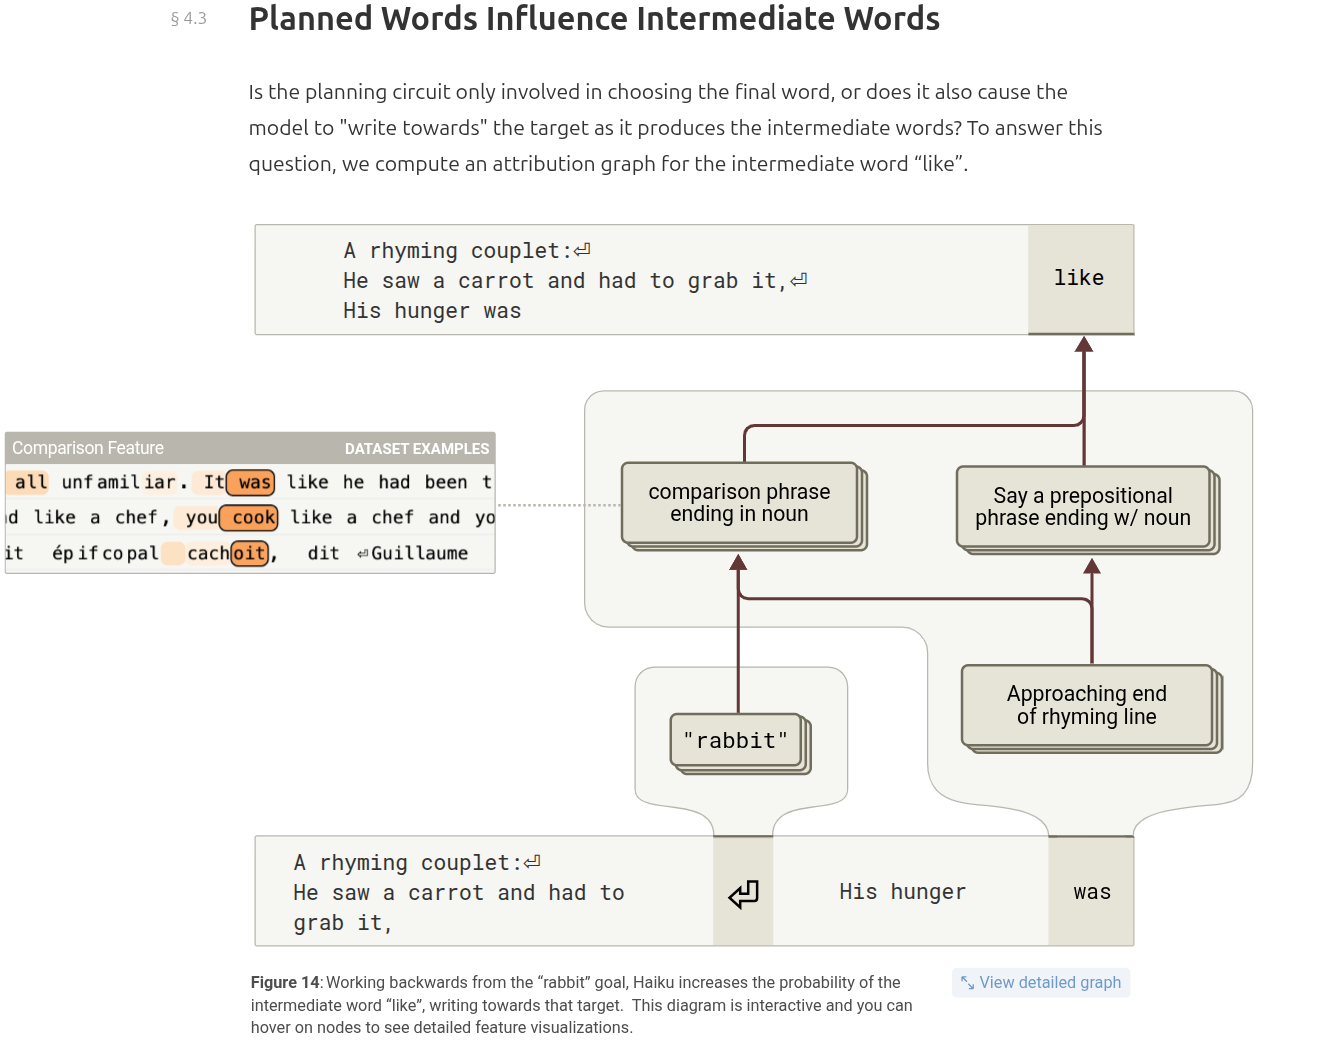 § 4.3
Planned Words Influence Intermediate Words
Is the planning circuit only involved in choosing the final word, or does it also cause the
model to "write towards" the target as it produces the intermediate words? To answer this
question, we compute an attribution graph for the intermediate word “like”.
A rhyming couplet:⏎
He saw a carrot and had to grab it,⏎
His hunger was
like
Comparison Feature
DATASET EXAMPLES
all unfamiliar. It was like he had been t
d like a chef, you cook like a chef and yo
it épifcopal cachoit, dit ⏎Guillaume
comparison phrase
ending in noun
Say a prepositional
phrase ending w/ noun
"rabbit"
Approaching end
of rhyming line
A rhyming couplet:⏎
He saw a carrot and had to
grab it,
⏎
His hunger
was
Figure 14: Working backwards from the “rabbit” goal, Haiku increases the probability of the
intermediate word “like”, writing towards that target. This diagram is interactive and you can
hover on nodes to see detailed feature visualizations.
View detailed graph